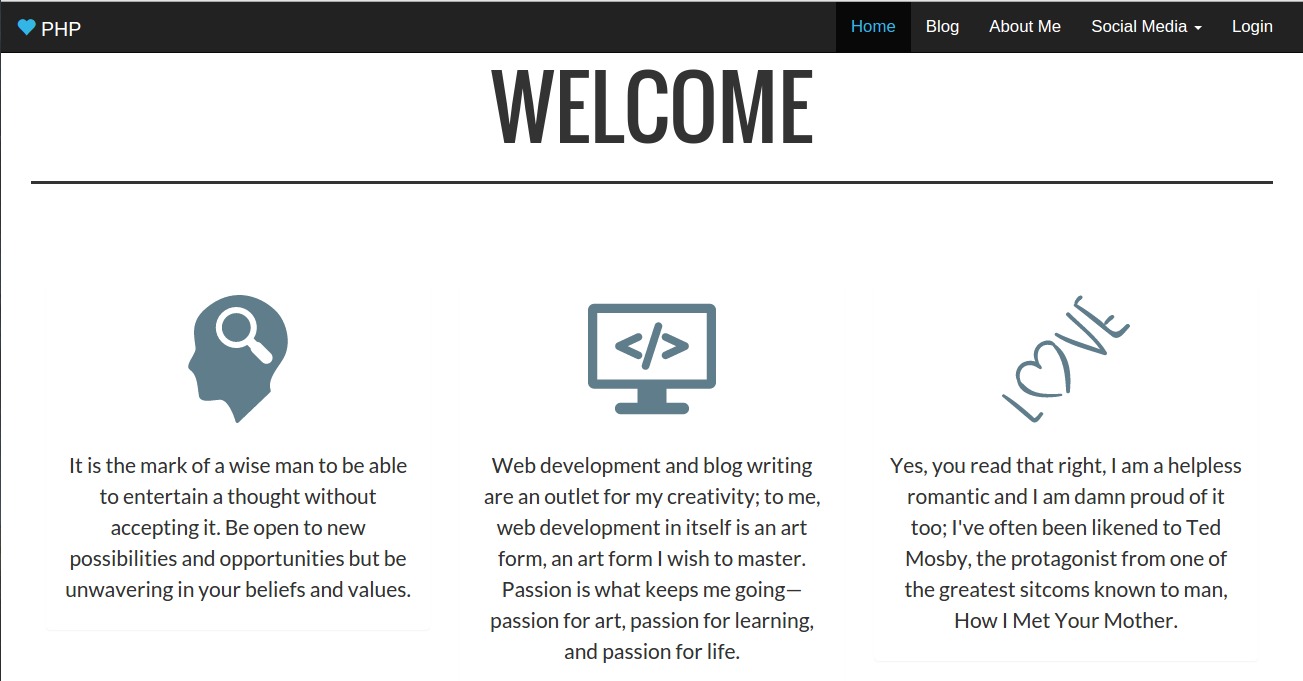 PHP Home Blog About Me Social Media Login
WELCOME
</>
LOVE
It is the mark of a wise man to be able
to entertain a thought without
accepting it. Be open to new
possibilities and opportunities but be
unwavering in your beliefs and values.
Web development and blog writing
are an outlet for my creativity; to me,
web development in itself is an art
form, an art form I wish to master.
Passion is what keeps me going—
passion for art, passion for learning,
and passion for life.
Yes, you read that right, I am a helpless
romantic and I am damn proud of it
too; I've often been likened to Ted
Mosby, the protagonist from one of
the greatest sitcoms known to man,
How I Met Your Mother.